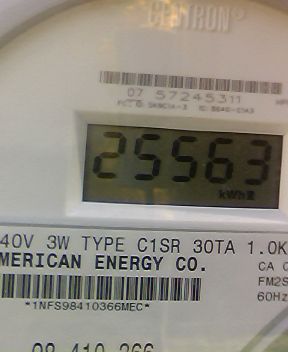 CENTRON®
07 57245311
25563
kWh
40V 3W TYPE C1SR 30TA 1.0K
MERICAN ENERGY CO.
CA 0
FM2S
60Hz
*1NFS98410366MEC*
98 410 366